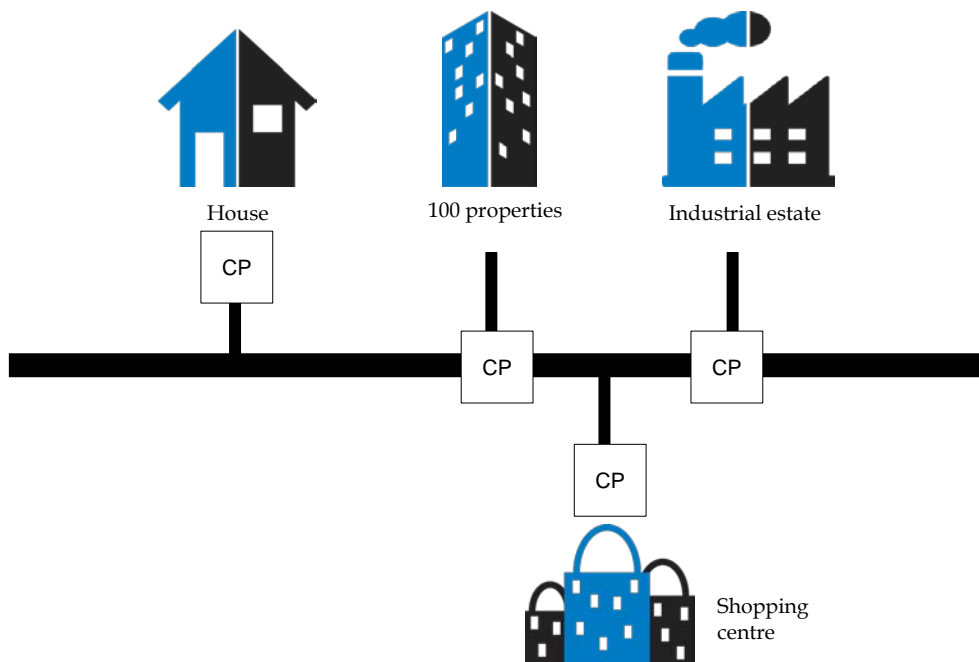 House
100 properties
Industrial estate
CP
CP
CP
CP
Shopping
centre